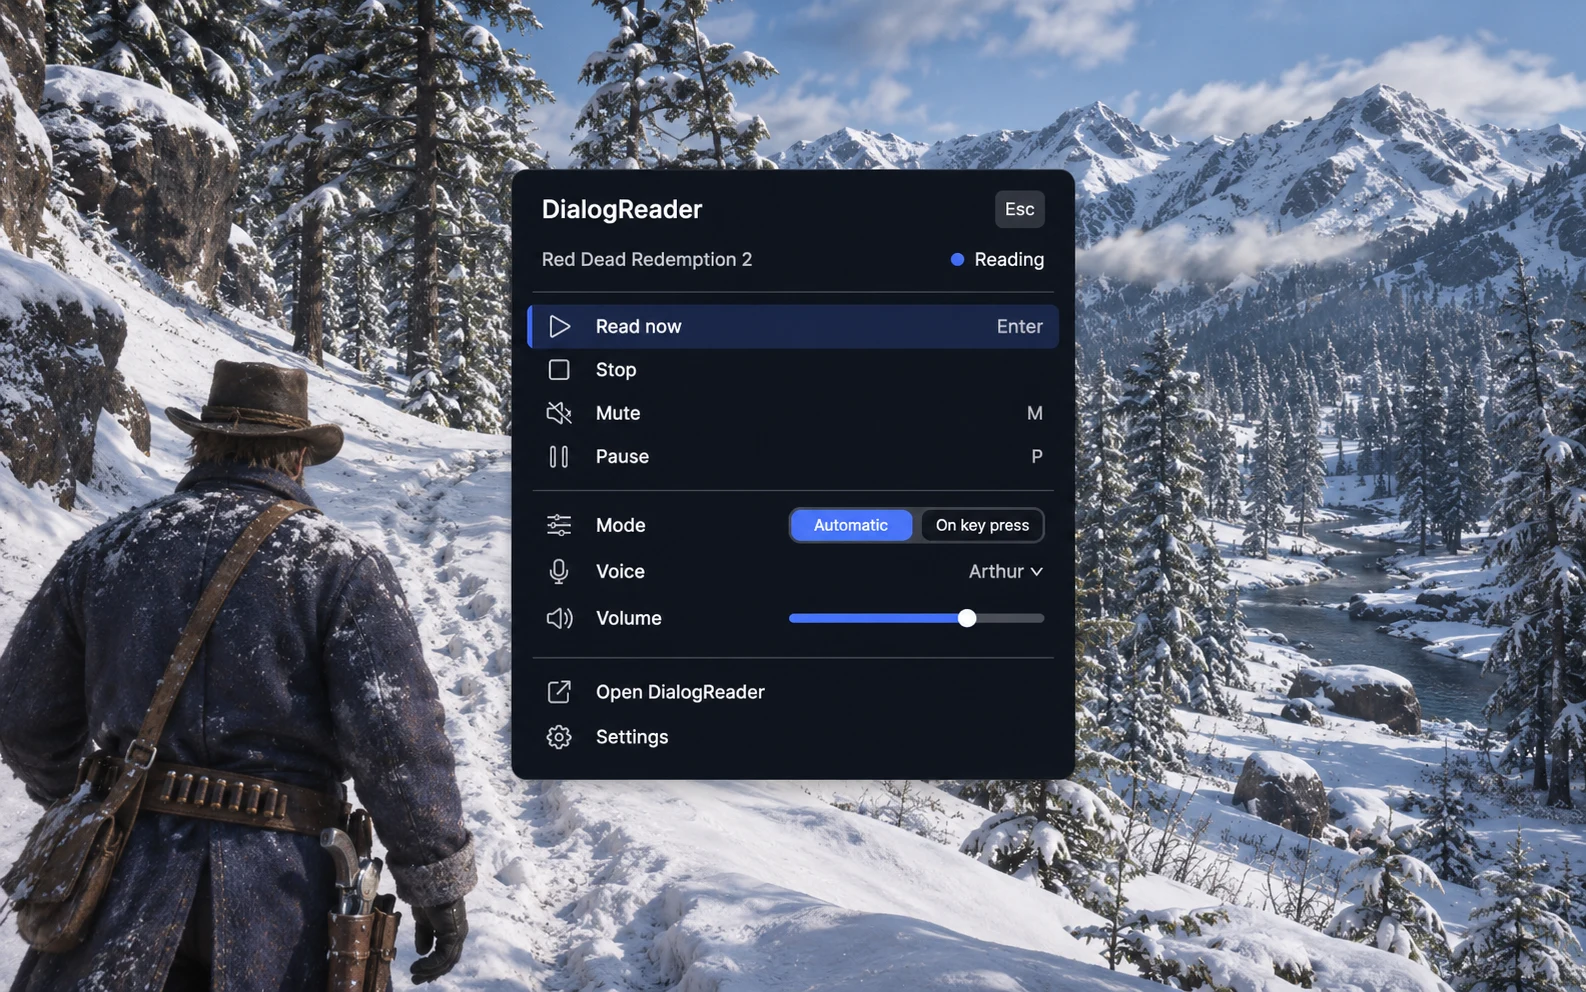 DialogReader
Esc
Red Dead Redemption 2
Reading
Read now
Enter
Stop
Mute
M
Pause
P
Mode
Automatic
On key press
Voice
Arthur
Volume
Open DialogReader
Settings